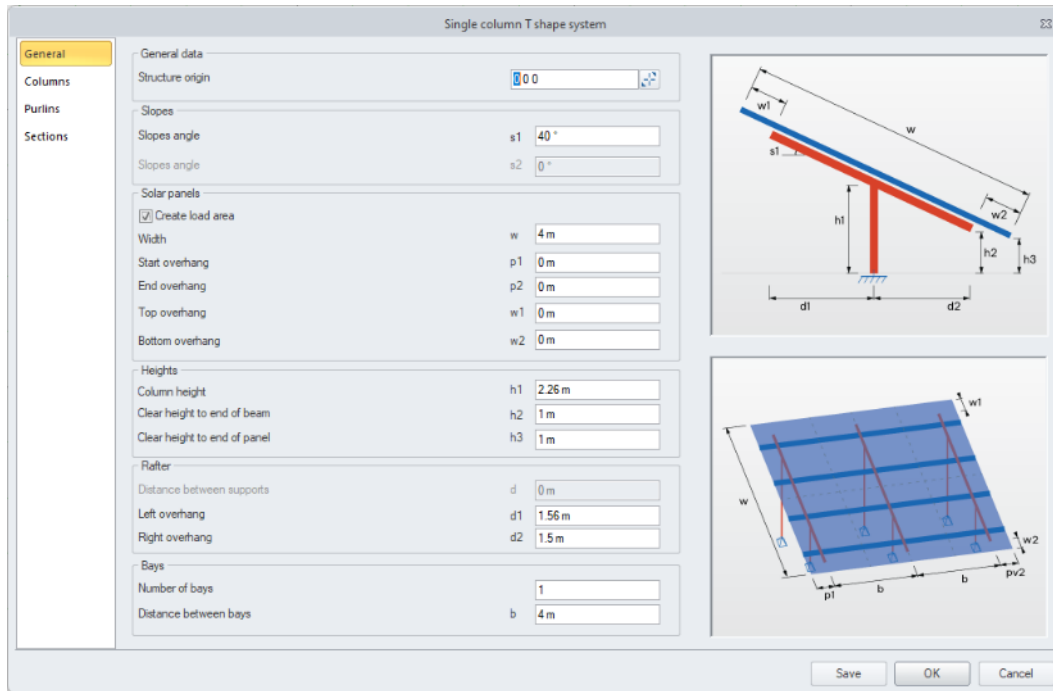 Single column T shape system
General
Columns
Purlins
Sections
General data
Structure origin 0 0 0
Slopes
Slopes angle s1 40 °
Slopes angle s2 0 °
Solar panels
Create load area
Width w 4 m
Start overhang p1 0 m
End overhang p2 0 m
Top overhang w1 0 m
Bottom overhang w2 0 m
Heights
Column height h1 2.26 m
Clear height to end of beam h2 1 m
Clear height to end of panel h3 1 m
Rafter
Distance between supports d 0 m
Left overhang d1 1.56 m
Right overhang d2 1.5 m
Bays
Number of bays 1
Distance between bays b 4 m
w1
w
s1
w2
h1
h2
h3
d1
d2
w1
w
w2
p1
b
b
pv2
Save
OK
Cancel